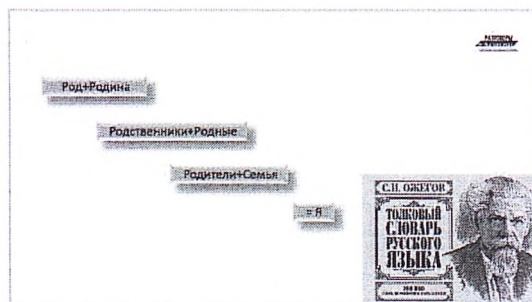 Род+Родина
Родственники+Родные
Родители+Семья
= Я
С.И. ОЖЕГОВ
ТОЛКОВЫЙ
СЛОВАРЬ
РУССКОГО
ЯЗЫКА